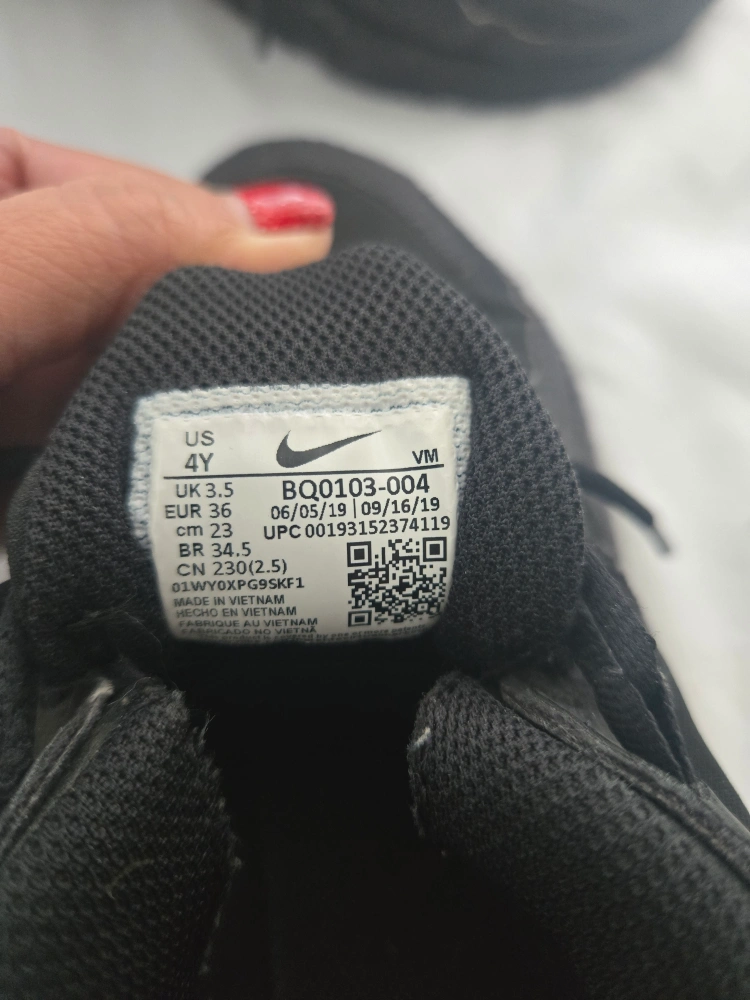 US
4Y
VM
UK 3.5
EUR 36
cm 23
BR 34.5
CN 230(2.5)
BQ0103-004
06/05/19 | 09/16/19
UPC 00193152374119
01WY0XPG9SKF1
MADE IN VIETNAM
HECHO EN VIETNAM
FABRIQUE AU VIETNAM
FABRICADO NO VIETNÃ